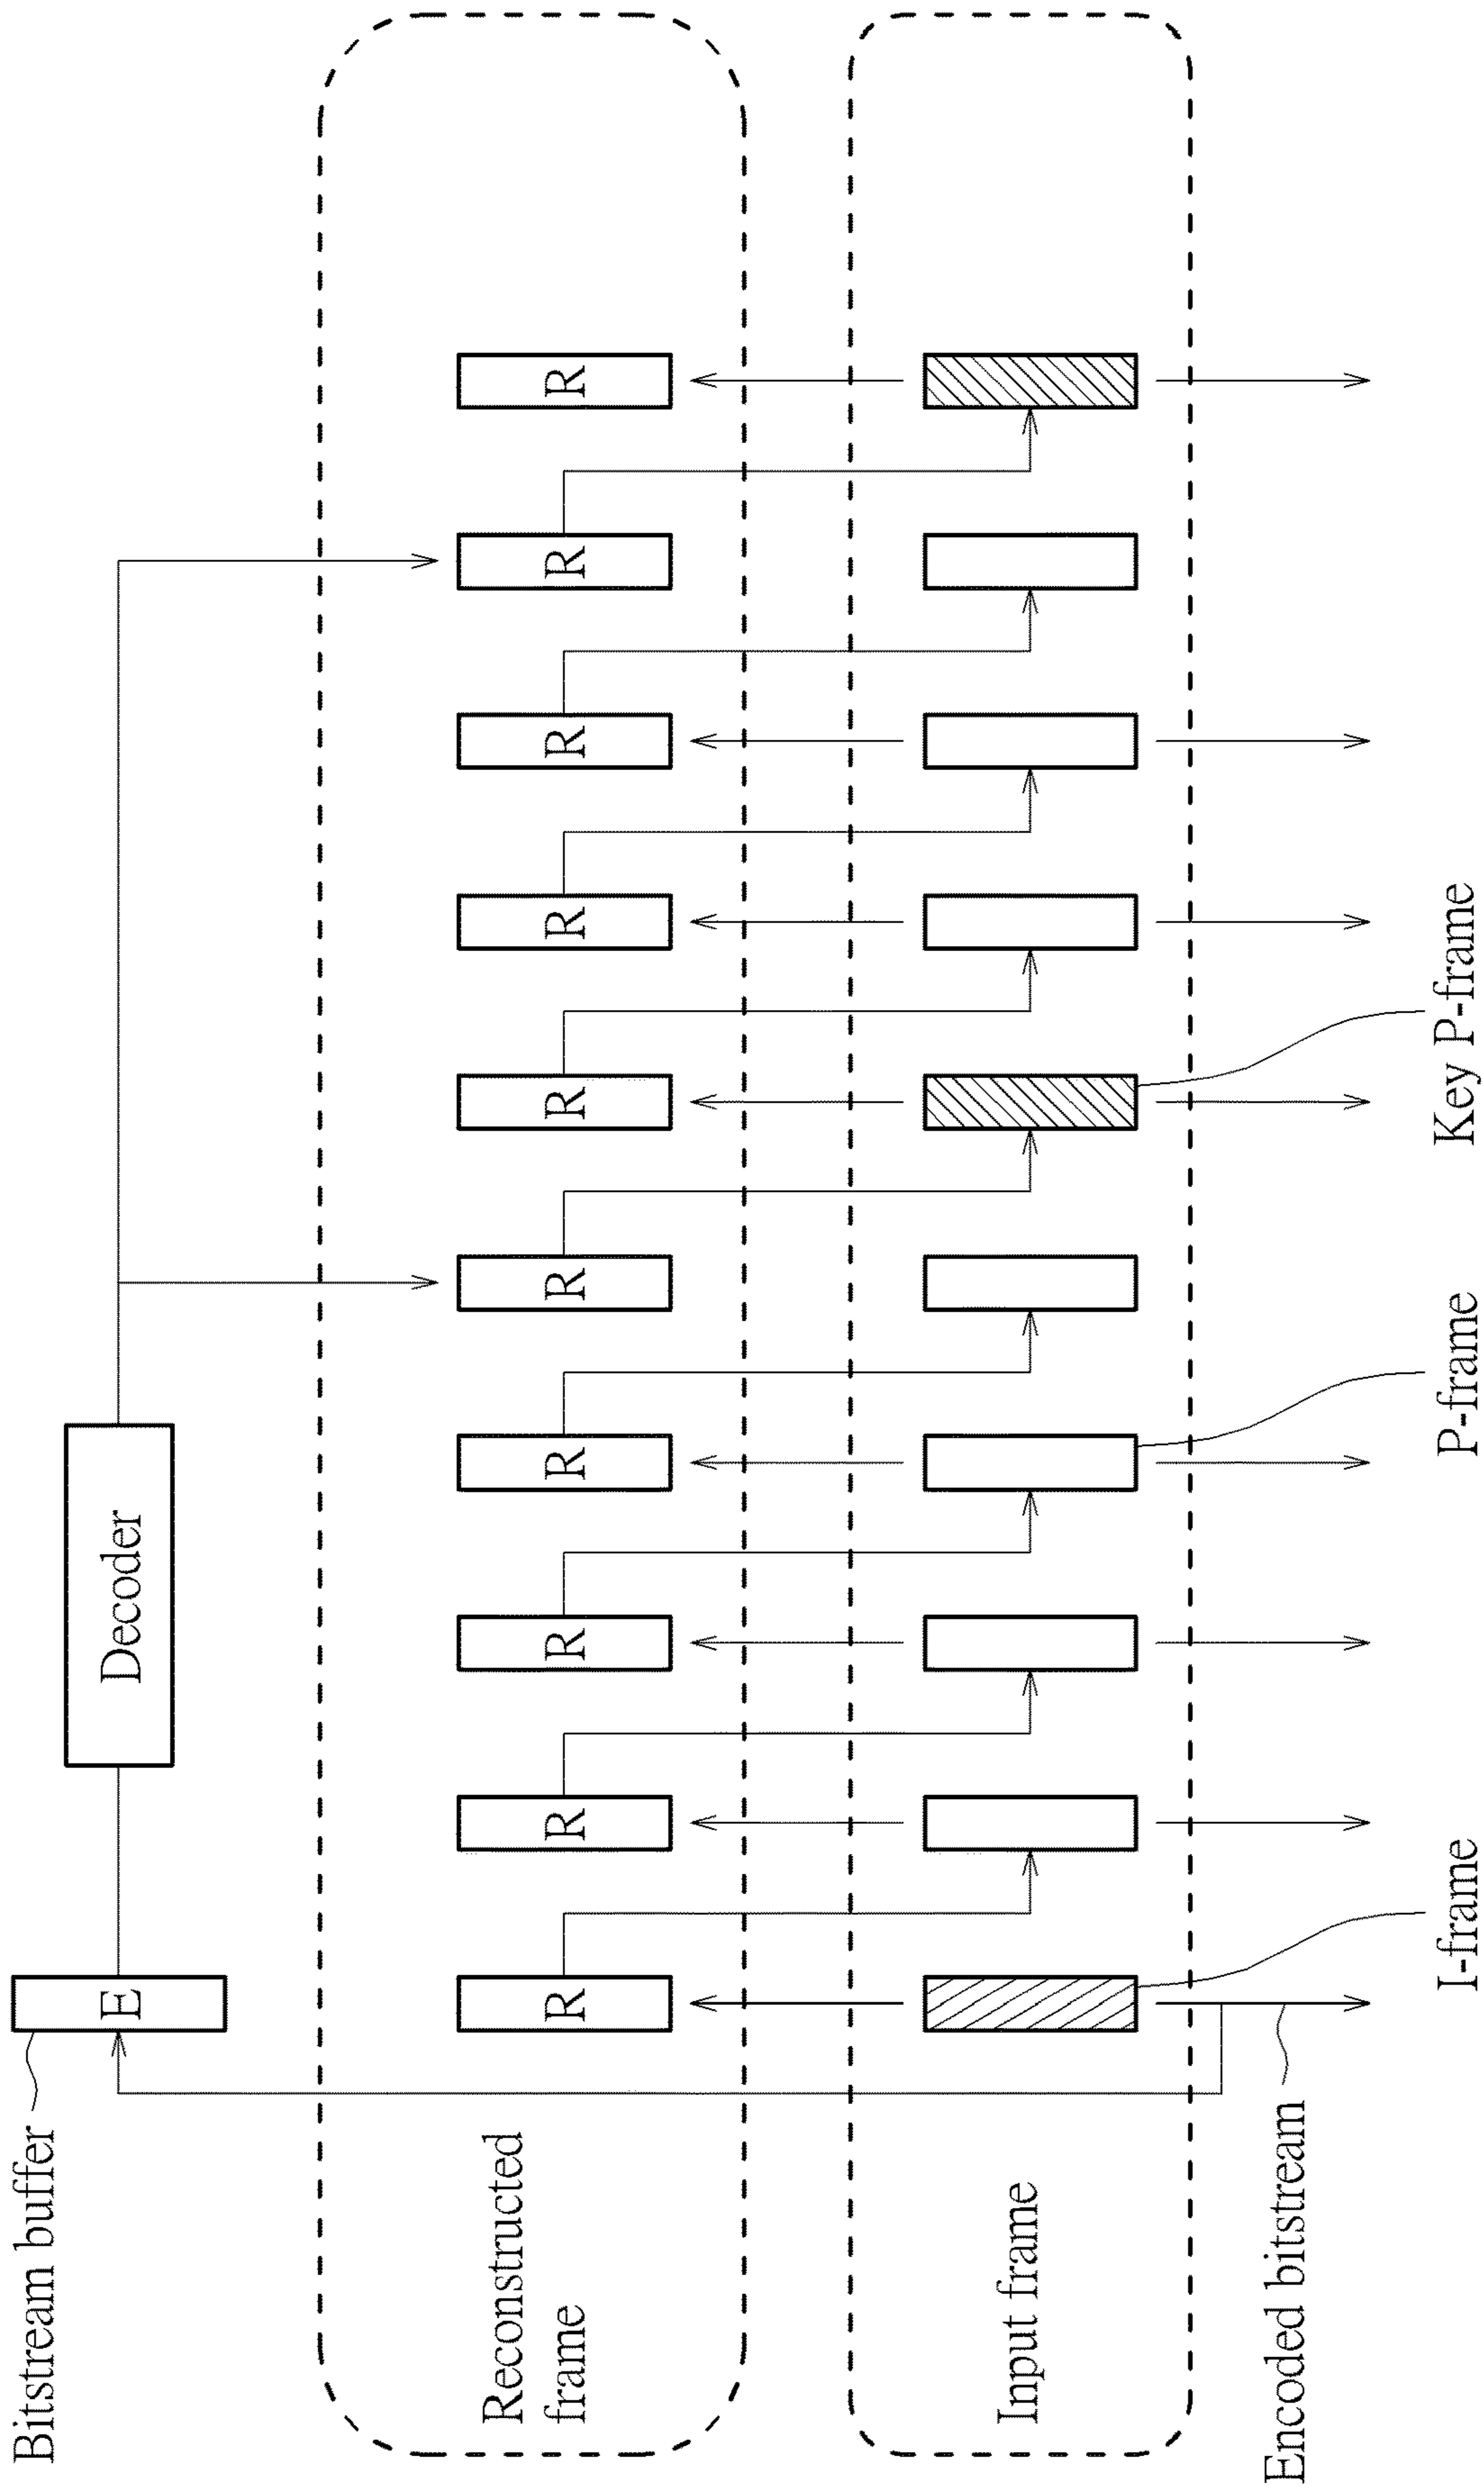 Bitstream buffer
E
Decoder
Reconstructed
frame
R
R
R
R
R
R
R
R
R
R
Input frame
Encoded bitstream
I-frame
P-frame
Key P-frame